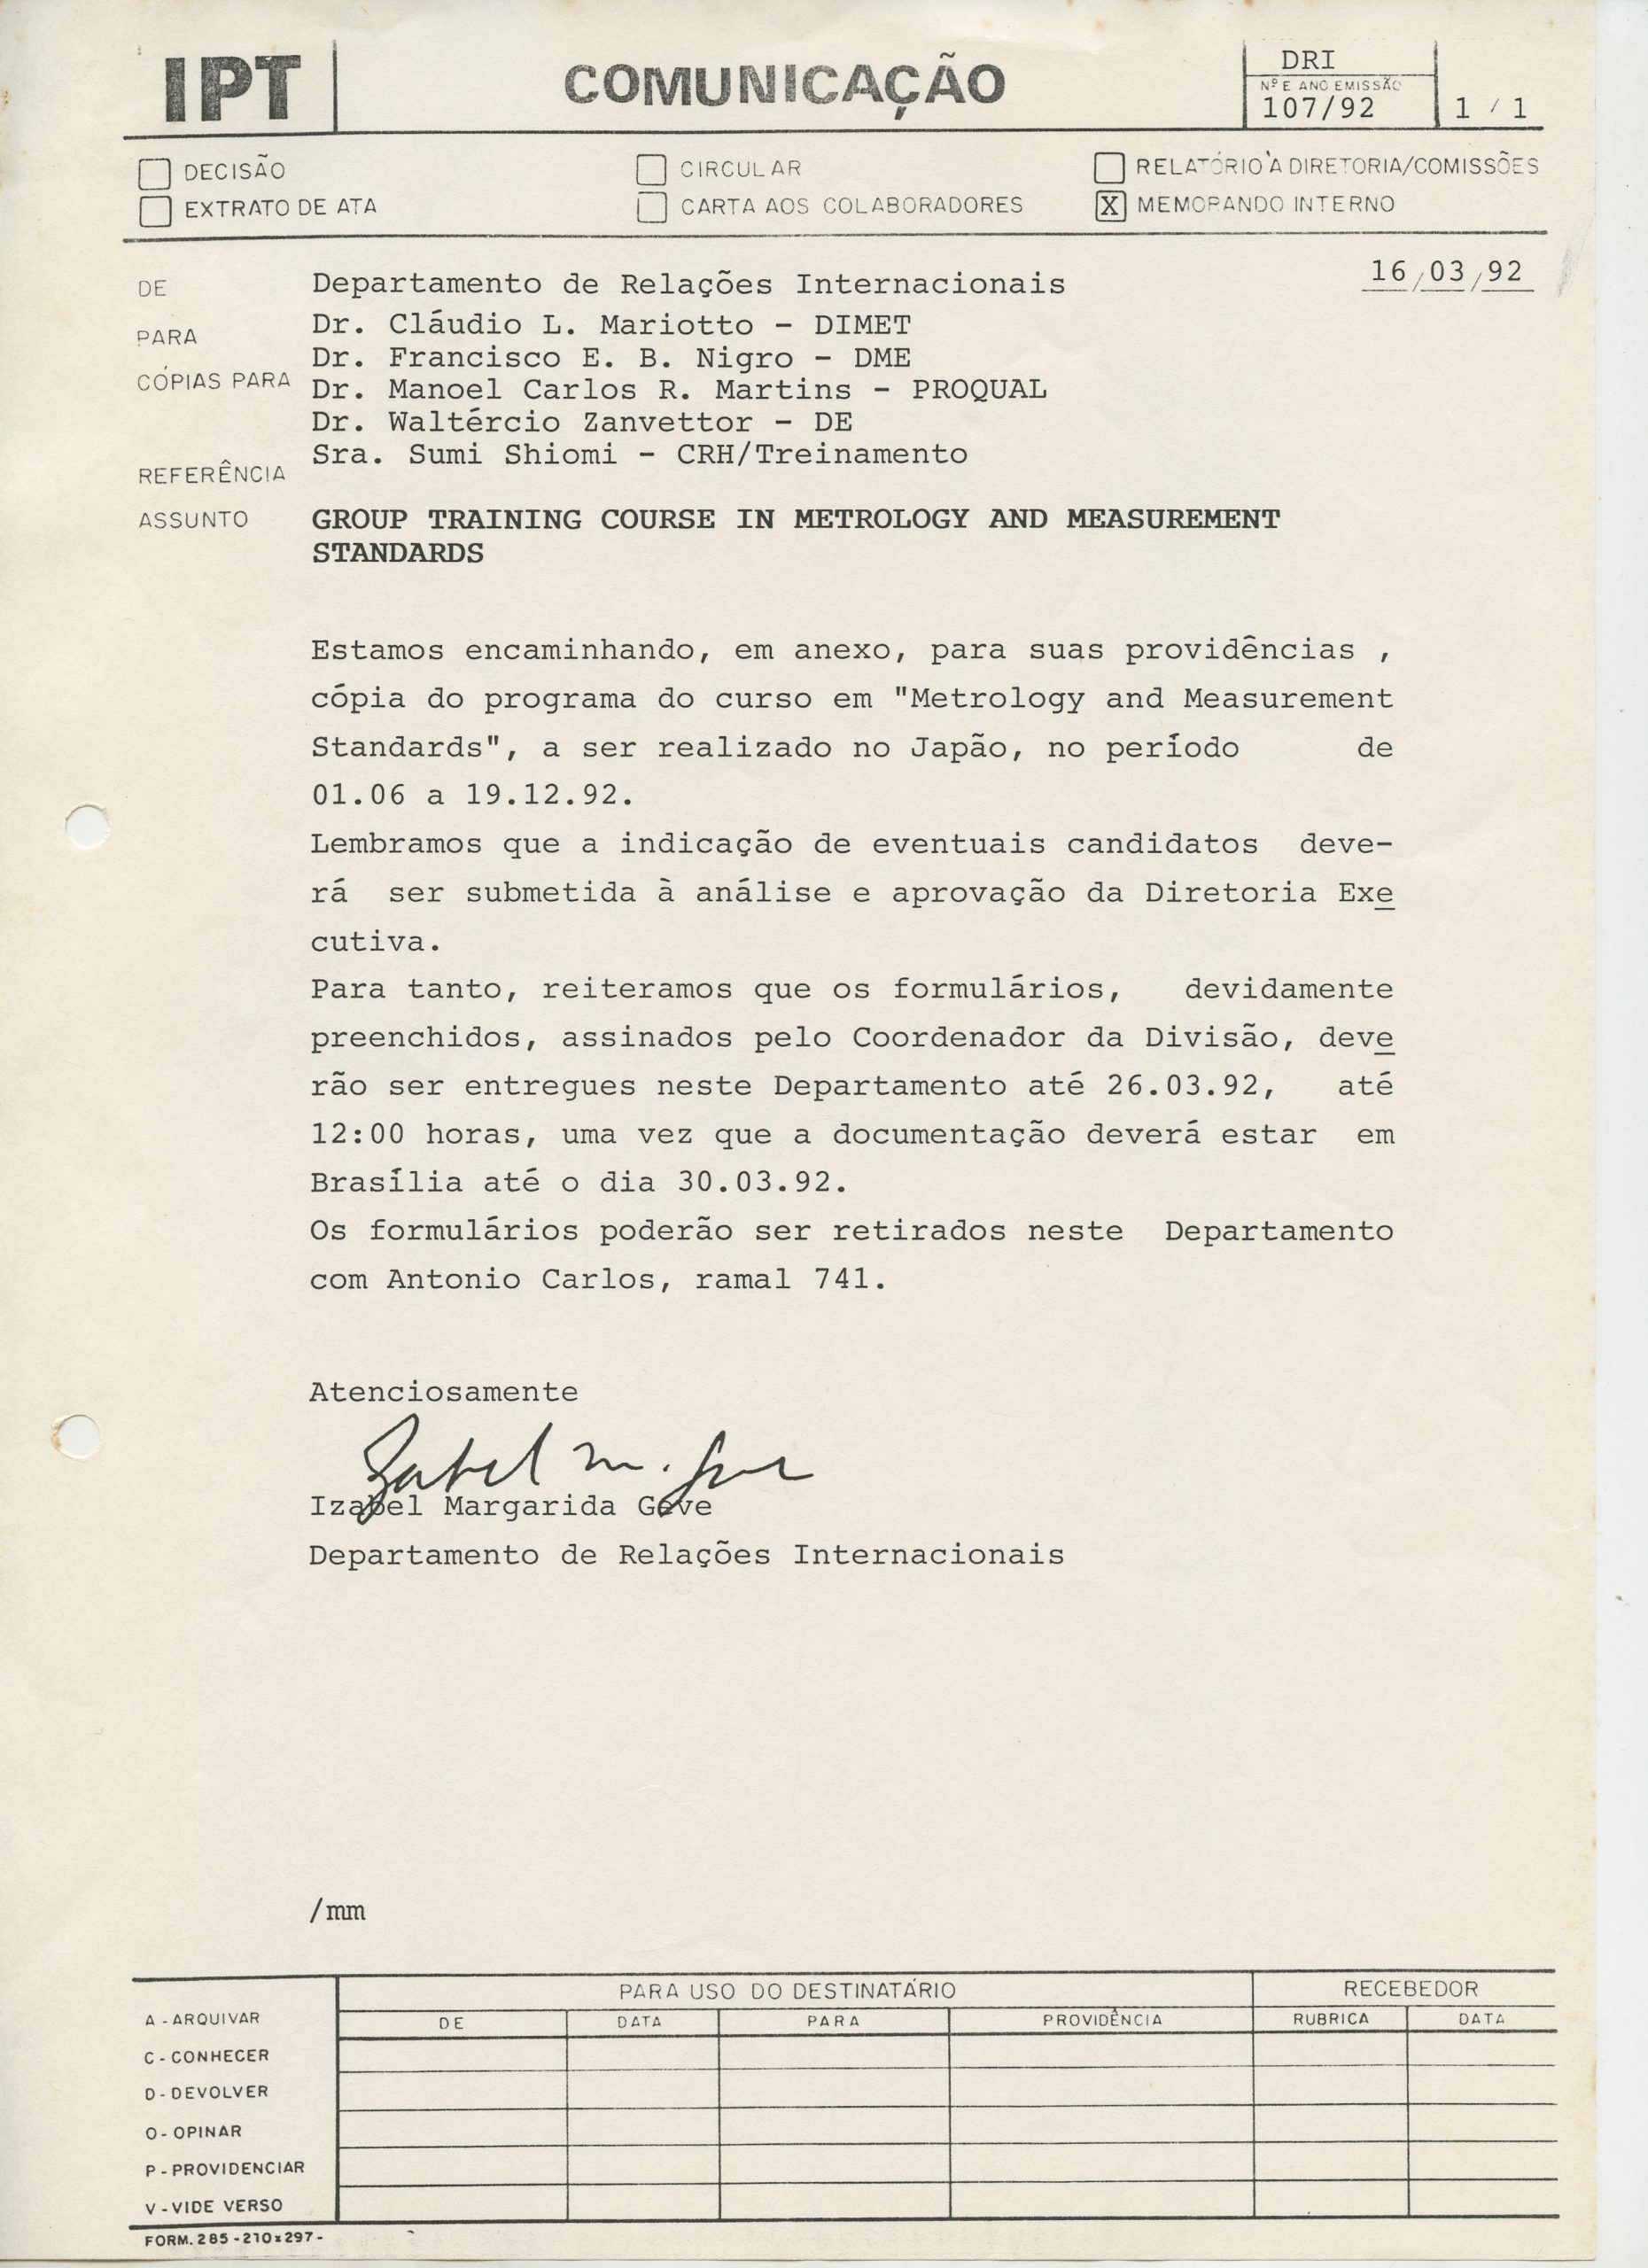 IPT
COMUNICAÇÃO
DRI
Nº E ANO EMISSÃO
107/92
1 / 1
DECISÃO
CIRCULAR
RELATÓRIO À DIRETORIA/COMISSÕES
EXTRATO DE ATA
CARTA AOS COLABORADORES
X MEMORANDO INTERNO
16/03/92
DE Departamento de Relações Internacionais
PARA Dr. Cláudio L. Mariotto - DIMET
Dr. Francisco E. B. Nigro - DME
CÓPIAS PARA Dr. Manoel Carlos R. Martins - PROQUAL
Dr. Waltércio Zanvettor - DE
Sra. Sumi Shiomi - CRH/Treinamento
REFERÊNCIA
ASSUNTO GROUP TRAINING COURSE IN METROLOGY AND MEASUREMENT
STANDARDS
Estamos encaminhando, em anexo, para suas providências ,
cópia do programa do curso em "Metrology and Measurement
Standards", a ser realizado no Japão, no período de
01.06 a 19.12.92.
Lembramos que a indicação de eventuais candidatos deve-
rá ser submetida à análise e aprovação da Diretoria Exe
cutiva.
Para tanto, reiteramos que os formulários, devidamente
preenchidos, assinados pelo Coordenador da Divisão, deve
rão ser entregues neste Departamento até 26.03.92, até
12:00 horas, uma vez que a documentação deverá estar em
Brasília até o dia 30.03.92.
Os formulários poderão ser retirados neste Departamento
com Antonio Carlos, ramal 741.
Atenciosamente
Izabel Margarida Geve
Departamento de Relações Internacionais
/mm
PARA USO DO DESTINATÁRIO
RECEBEDOR
A - ARQUIVAR
DE
DATA
PARA
PROVIDÊNCIA
RUBRICA
DATA
C - CONHECER
D - DEVOLVER
O - OPINAR
P - PROVIDENCIAR
V - VIDE VERSO
FORM. 285 - 210x297 -